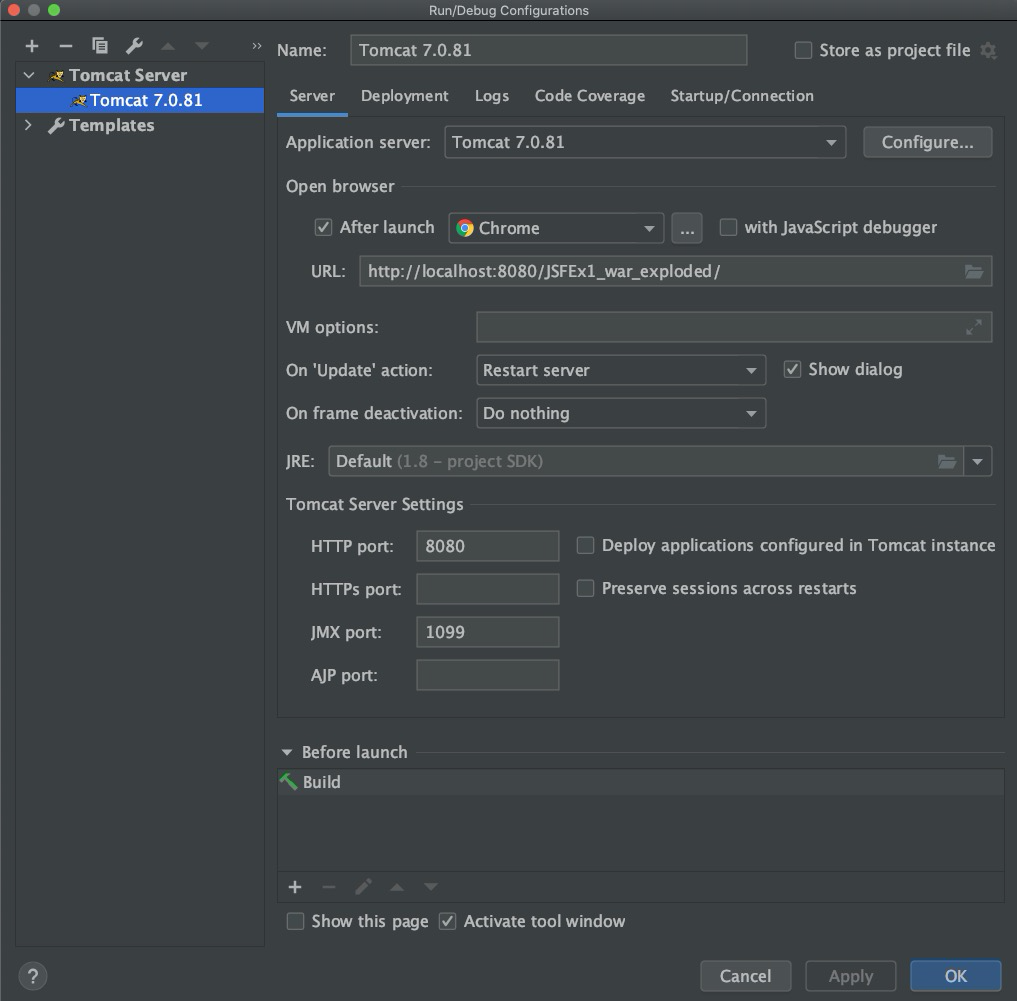 Run/Debug Configurations
Name: Tomcat 7.0.81 Store as project file
Tomcat Server
Tomcat 7.0.81
Templates
Server Deployment Logs Code Coverage Startup/Connection
Application server: Tomcat 7.0.81 Configure...
Open browser
After launch Chrome ... with JavaScript debugger
URL: http://localhost:8080/JSFEx1_war_exploded/
VM options:
On 'Update' action: Restart server Show dialog
On frame deactivation: Do nothing
JRE: Default (1.8 – project SDK)
Tomcat Server Settings
HTTP port: 8080 Deploy applications configured in Tomcat instance
HTTPs port: Preserve sessions across restarts
JMX port: 1099
AJP port:
Before launch
Build
Show this page Activate tool window
? Cancel Apply OK